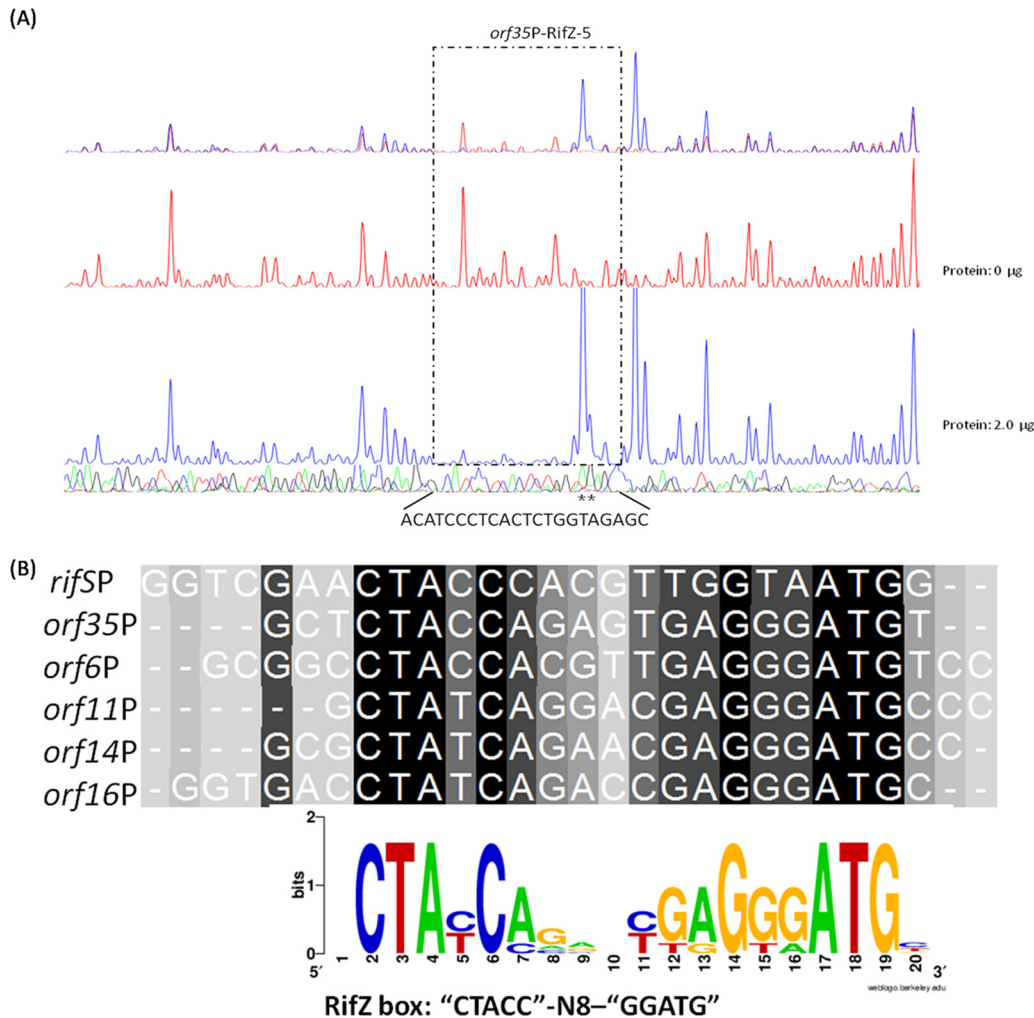 (A)
orf35P-RifZ-5
Protein: 0 μg
Protein: 2.0 μg
**
ACATCCCTCACTCTGGTAGAGC
(B)
rifSP GGTCGAACTACCCACGTTGGTAATGG--
orf35P ----GCTCTACCAGAGTGAGGGATGT--
orf6P --GCGGCCTACCACGTTGAGGGATGTCC
orf11P ------GCTATCAGGACGAGGGATGCCC
orf14P ----GCGCTATCAGAACGAGGGATGCC-
orf16P -GGTGACCTATCAGACCGAGGGATGC--
2
bits
1
0
CTACCAGA CGAGGGATGC
5′ 1 2 3 4 5 6 7 8 9 10 11 12 13 14 15 16 17 18 19 20 3′
weblogo.berkeley.edu
RifZ box: “CTACC”-N8–“GGATG”